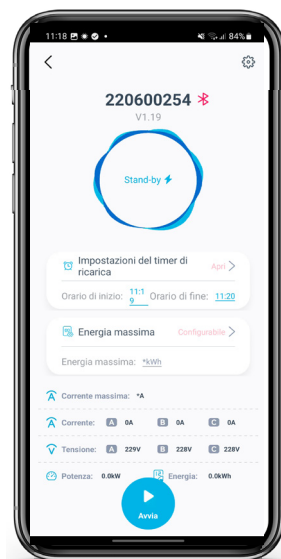 11:18 84%
220600254
V1.19
Stand-by
Impostazioni del timer di
ricarica
Apri
Orario di inizio: 11:1
9 Orario di fine: 11:20
Energia massima Configurabile
Energia massima: *kWh
Corrente massima: *A
Corrente: A 0A B 0A C 0A
Tensione: A 229V B 228V C 228V
Potenza: 0.0kW Energia: 0.0kWh
Avvia